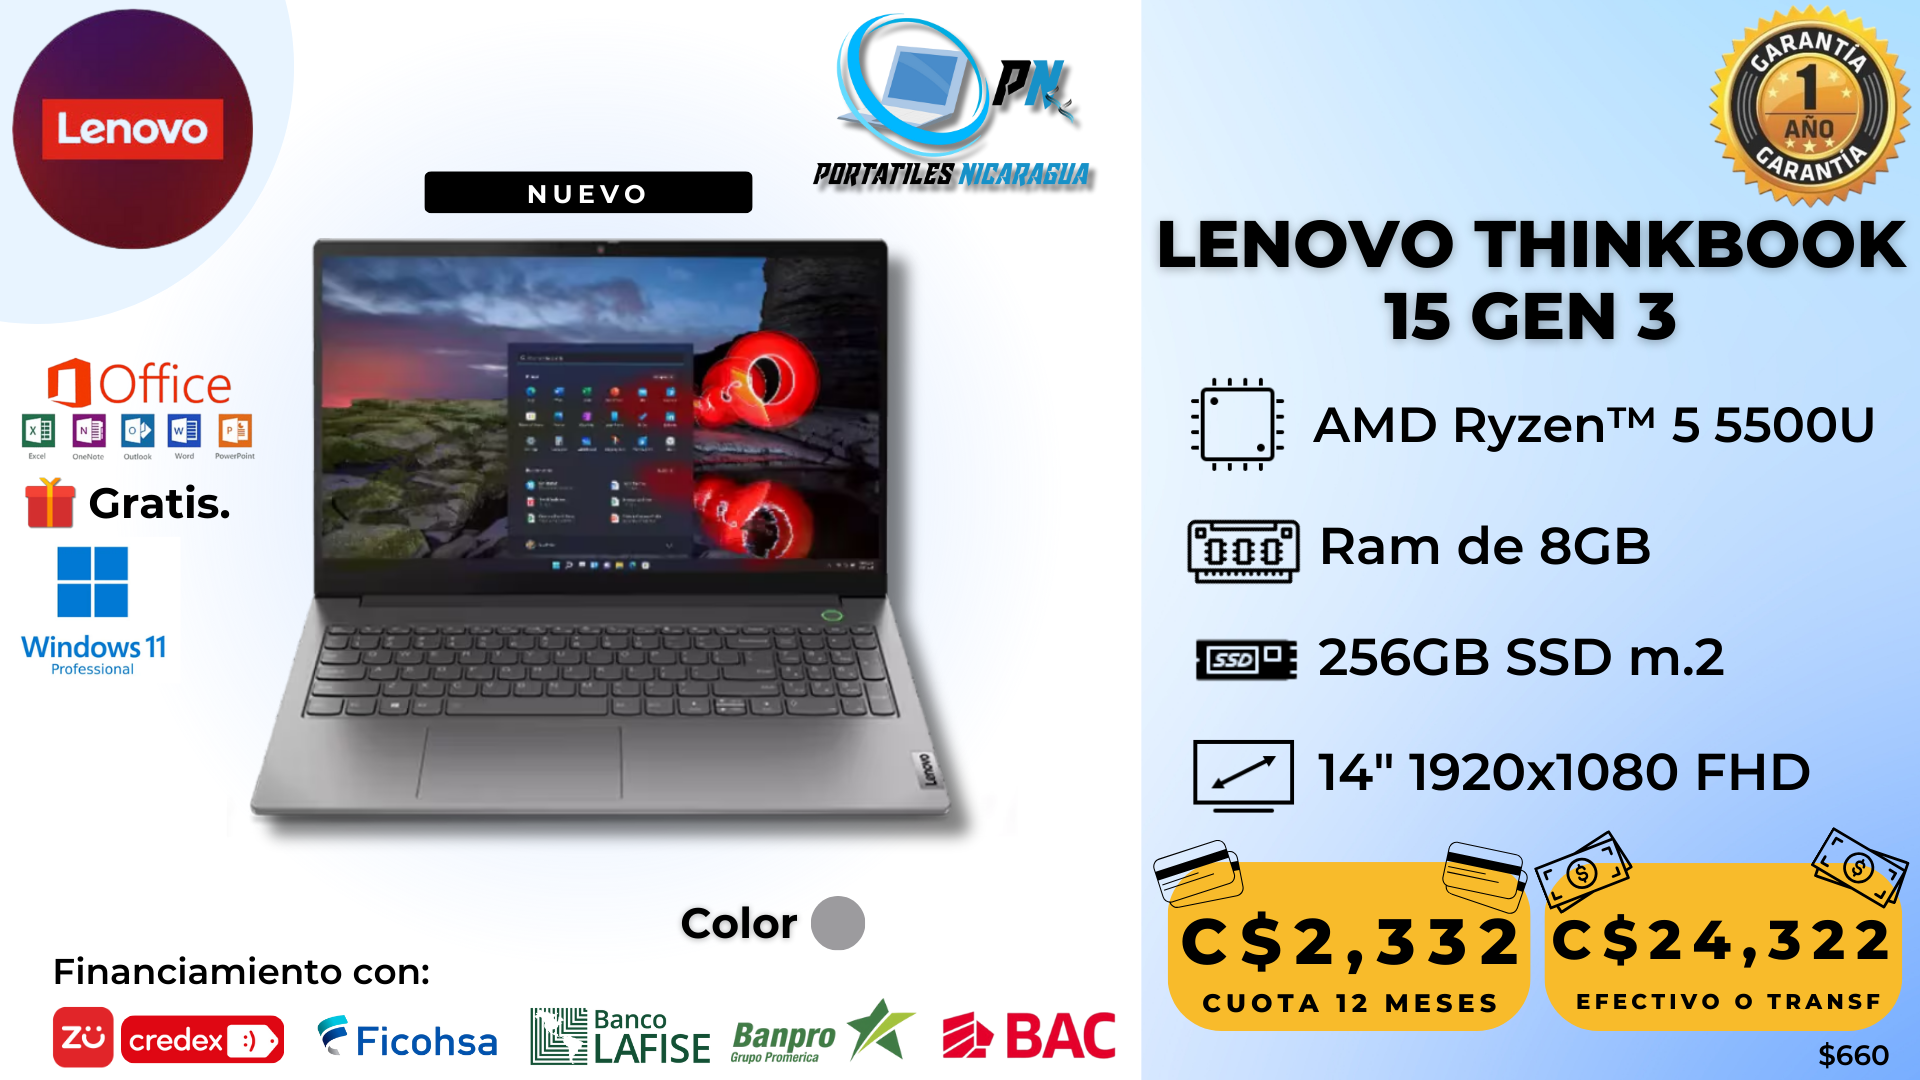 Lenovo
NUEVO
PN
PORTATILES NICARAGUA
GARANTÍA
1
AÑO
GARANTÍA
LENOVO THINKBOOK
15 GEN 3
Office
Excel OneNote Outlook Word PowerPoint
Gratis.
Windows 11
Professional
AMD Ryzen™ 5 5500U
Ram de 8GB
SSD
256GB SSD m.2
14" 1920x1080 FHD
Lenovo
Color
C$2,332
CUOTA 12 MESES
C$24,322
EFECTIVO O TRANSF
$660
Financiamiento con:
zü
credex :)
Ficohsa
Banco
LAFISE
Banpro
Grupo Promerica
BAC